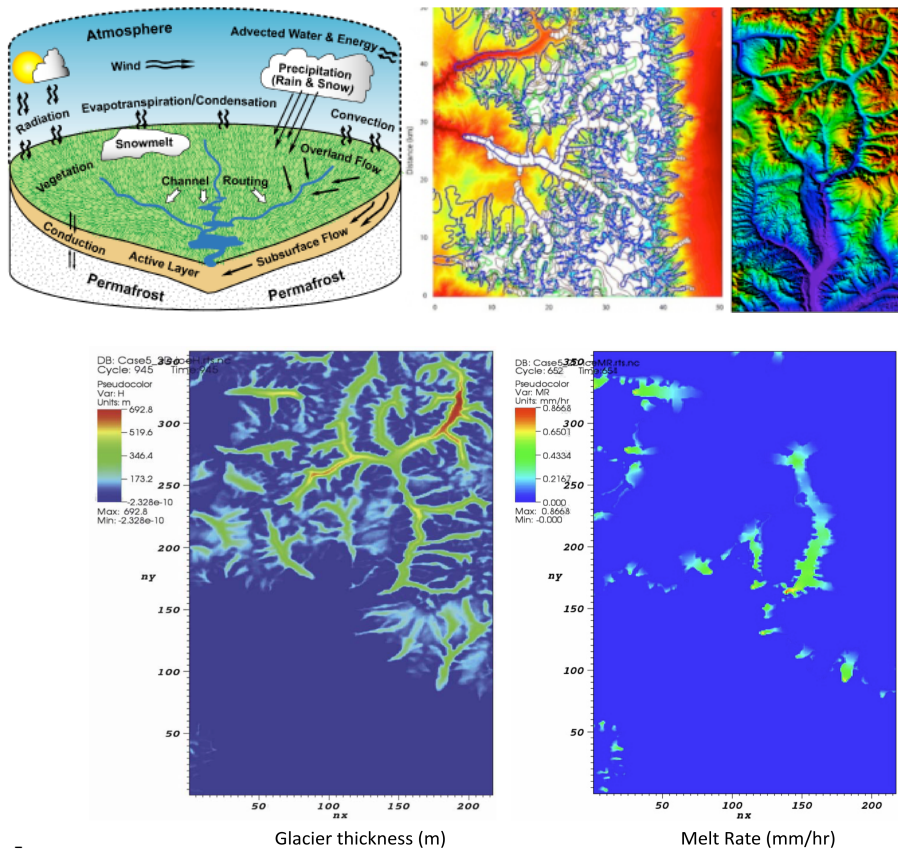 Atmosphere
Advected Water & Energy
Wind
Precipitation
(Rain & Snow)
Radiation
Evapotranspiration/Condensation
Convection
Snowmelt
Overland Flow
Vegetation
Channel Routing
Conduction
Active Layer
Subsurface Flow
Permafrost
Permafrost
Distance (km)
40
30
20
10
0
0
10
20
30
40
50
Cycle: 945
Pseudocolor
Var: H
Units: m
692.8
519.6
346.4
173.2
-2.328e-10
Max: 692.8
Min: -2.328e-10
300
250
200
ny
150
100
50
50
100
150
200
nx
Glacier thickness (m)
Cycle: 652
Pseudocolor
Var: MR
Units: mm/hr
0.8668
0.6501
0.4334
0.2167
0.000
Max: 0.8668
Min: -0.000
300
250
200
ny
150
100
50
50
100
150
200
nx
Melt Rate (mm/hr)